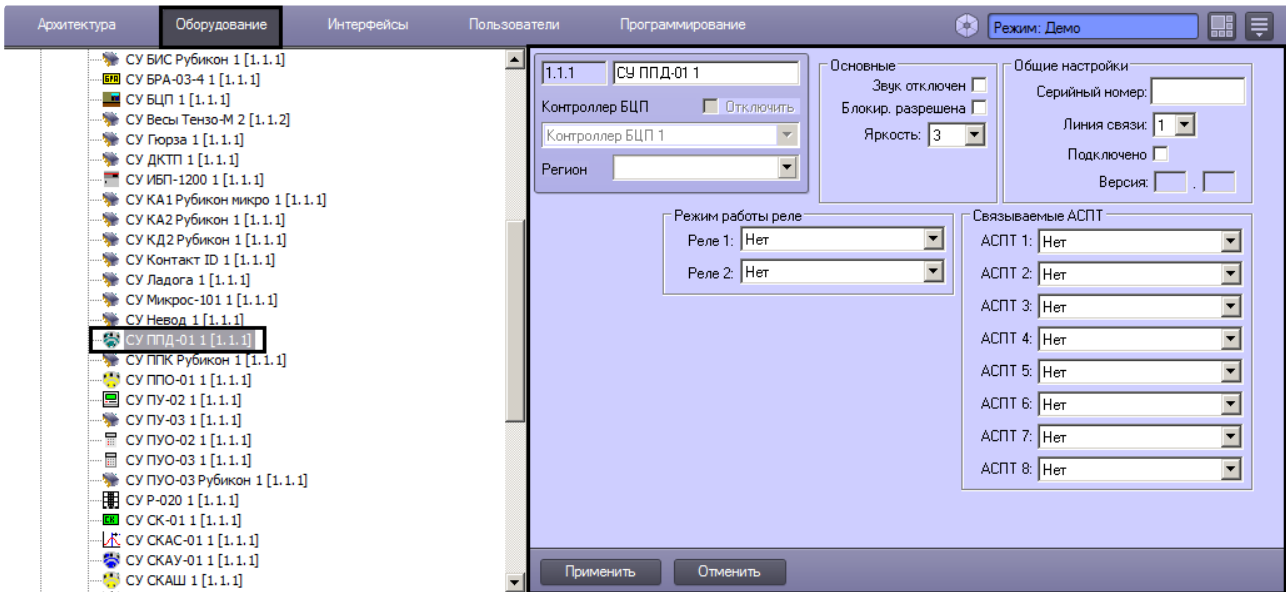 Архитектура Оборудование Интерфейсы Пользователи Программирование Режим: Демо
СУ БИС Рубикон 1 [1.1.1]
БРА СУ БРА-03-4 1 [1.1.1]
СУ БЦП 1 [1.1.1]
СУ Весы Тензо-М 2 [1.1.2]
СУ Гюрза 1 [1.1.1]
СУ ДКТП 1 [1.1.1]
СУ ИБП-1200 1 [1.1.1]
СУ КА1 Рубикон микро 1 [1.1.1]
СУ КА2 Рубикон 1 [1.1.1]
СУ КД2 Рубикон 1 [1.1.1]
СУ Контакт ID 1 [1.1.1]
СУ Ладога 1 [1.1.1]
СУ Микрос-101 1 [1.1.1]
СУ Невод 1 [1.1.1]
СУ ППД-01 1 [1.1.1]
СУ ППК Рубикон 1 [1.1.1]
СУ ППО-01 1 [1.1.1]
СУ ПУ-02 1 [1.1.1]
СУ ПУ-03 1 [1.1.1]
СУ ПУО-02 1 [1.1.1]
СУ ПУО-03 1 [1.1.1]
СУ ПУО-03 Рубикон 1 [1.1.1]
СУ Р-020 1 [1.1.1]
СК СУ СК-01 1 [1.1.1]
СУ СКАС-01 1 [1.1.1]
СУ СКАУ-01 1 [1.1.1]
СУ СКАШ 1 [1.1.1]
1.1.1 СУ ППД-01 1
Контроллер БЦП Отключить
Контроллер БЦП 1
Регион
Основные
Звук отключен
Блокир. разрешена
Яркость: 3
Общие настройки
Серийный номер:
Линия связи: 1
Подключено
Версия: .
Режим работы реле
Реле 1: Нет
Реле 2: Нет
Связываемые АСПТ
АСПТ 1: Нет
АСПТ 2: Нет
АСПТ 3: Нет
АСПТ 4: Нет
АСПТ 5: Нет
АСПТ 6: Нет
АСПТ 7: Нет
АСПТ 8: Нет
Применить Отменить